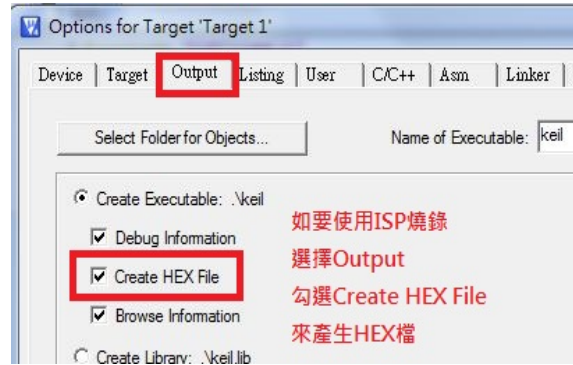 Options for Target 'Target 1'
Device Target Output Listing User C/C++ Asm Linker
Select Folder for Objects... Name of Executable: keil
Create Executable: .\keil
Debug Information
Create HEX File
Browse Information
Create Library: .\keil.lib
如要使用ISP燒錄
選擇Output
勾選Create HEX File
來產生HEX檔